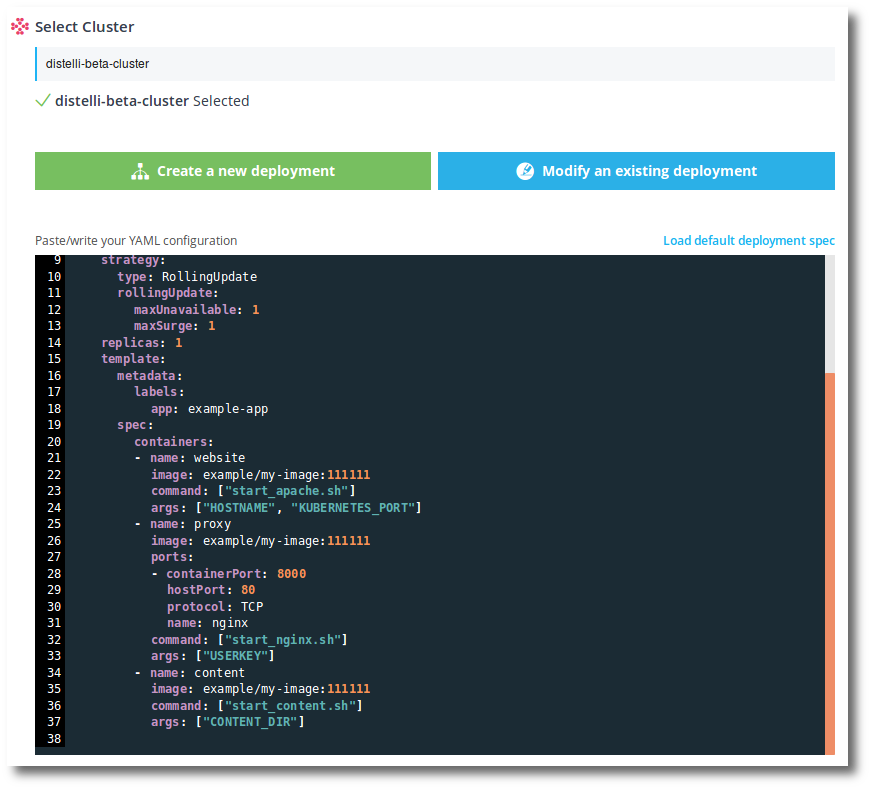 Select Cluster
distelli-beta-cluster
distelli-beta-cluster Selected
Create a new deployment
Modify an existing deployment
Paste/write your YAML configuration
Load default deployment spec
9 strategy:
10 type: RollingUpdate
11 rollingUpdate:
12 maxUnavailable: 1
13 maxSurge: 1
14 replicas: 1
15 template:
16 metadata:
17 labels:
18 app: example-app
19 spec:
20 containers:
21 - name: website
22 image: example/my-image:111111
23 command: ["start_apache.sh"]
24 args: ["HOSTNAME", "KUBERNETES_PORT"]
25 - name: proxy
26 image: example/my-image:111111
27 ports:
28 - containerPort: 8000
29 hostPort: 80
30 protocol: TCP
31 name: nginx
32 command: ["start_nginx.sh"]
33 args: ["USERKEY"]
34 - name: content
35 image: example/my-image:111111
36 command: ["start_content.sh"]
37 args: ["CONTENT_DIR"]
38